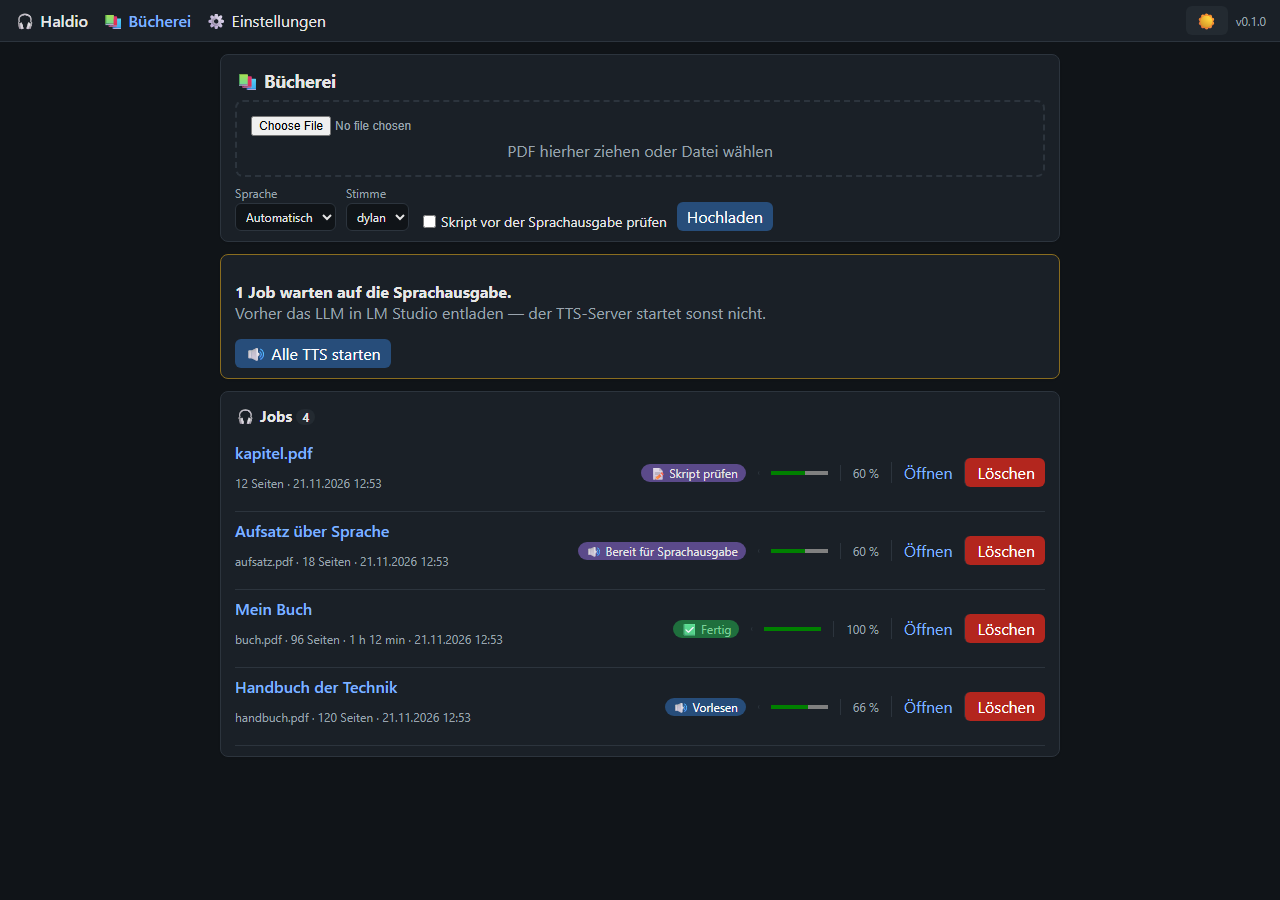 Haldio Bücherei Einstellungen v0.1.0
Bücherei
Choose File No file chosen
PDF hierher ziehen oder Datei wählen
Sprache Stimme
Automatisch dylan Skript vor der Sprachausgabe prüfen Hochladen
1 Job warten auf die Sprachausgabe.
Vorher das LLM in LM Studio entladen — der TTS-Server startet sonst nicht.
Alle TTS starten
Jobs 4
kapitel.pdf
12 Seiten · 21.11.2026 12:53 Skript prüfen · 60 % Öffnen Löschen
Aufsatz über Sprache
aufsatz.pdf · 18 Seiten · 21.11.2026 12:53 Bereit für Sprachausgabe · 60 % Öffnen Löschen
Mein Buch
buch.pdf · 96 Seiten · 1 h 12 min · 21.11.2026 12:53 Fertig · 100 % Öffnen Löschen
Handbuch der Technik
handbuch.pdf · 120 Seiten · 21.11.2026 12:53 Vorlesen · 66 % Öffnen Löschen